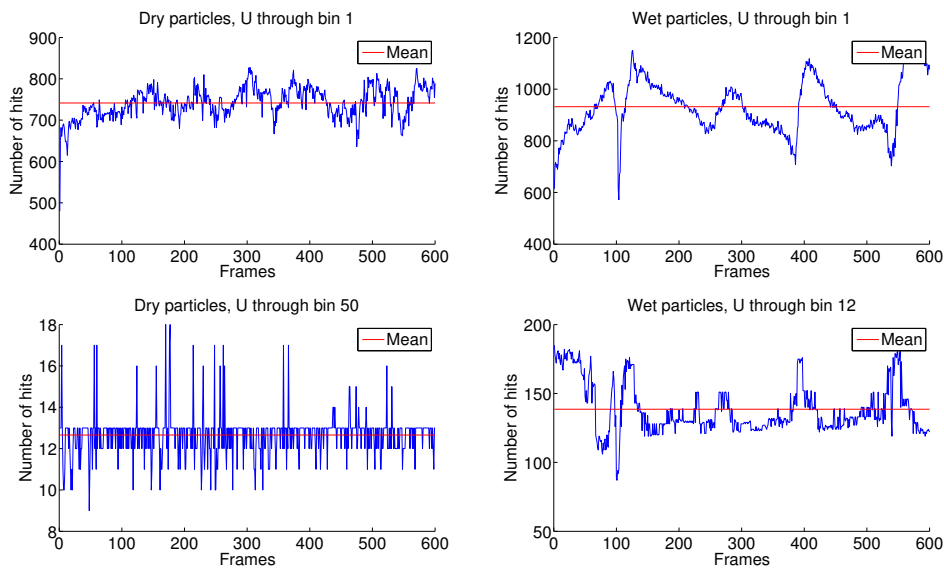 Dry particles, U through bin 1
900
800
700
600
500
400
Number of hits
0 100 200 300 400 500 600
Frames
Mean
Wet particles, U through bin 1
1200
1000
800
600
400
Number of hits
0 100 200 300 400 500 600
Frames
Mean
Dry particles, U through bin 50
18
16
14
12
10
8
Number of hits
0 100 200 300 400 500 600
Frames
Mean
Wet particles, U through bin 12
200
150
100
50
Number of hits
0 100 200 300 400 500 600
Frames
Mean